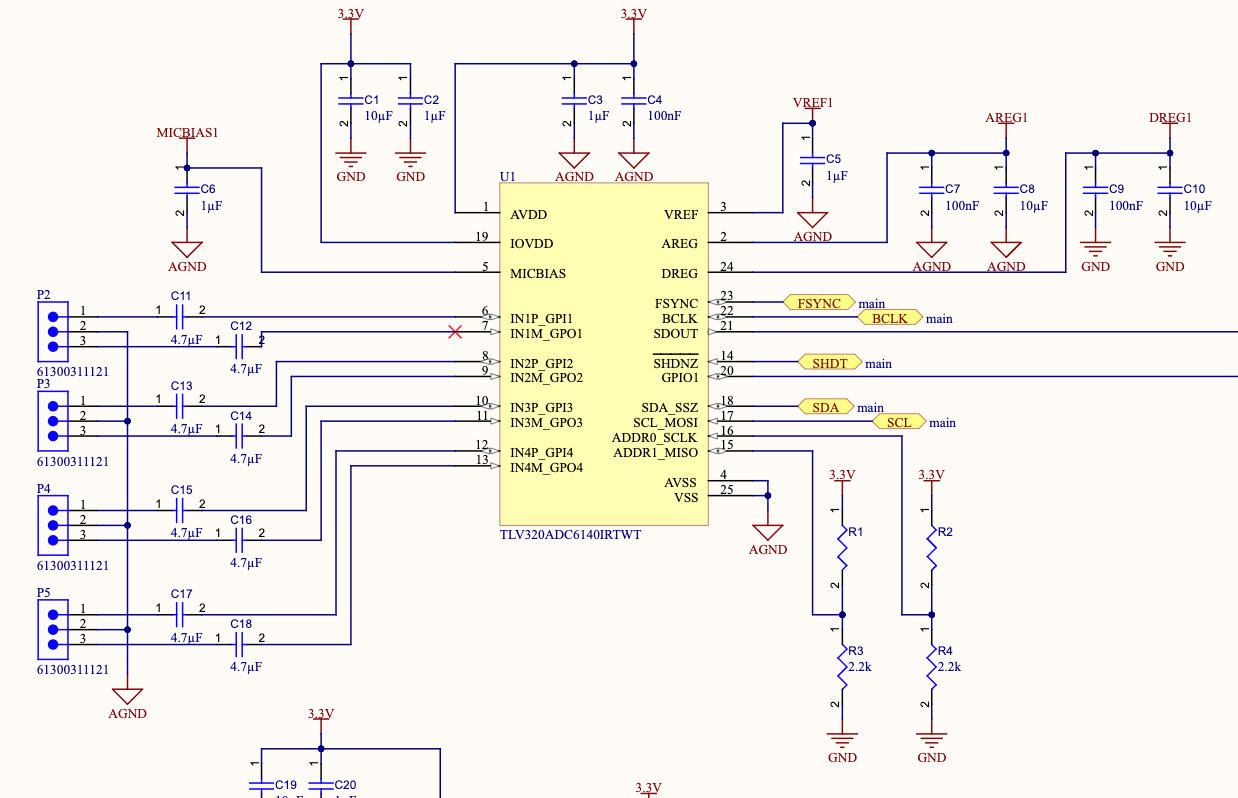 3.3V 3.3V
C1 10µF 1 2
C2 1µF 1 2
GND GND
C3 1µF 1 2
C4 100nF 1 2
AGND AGND
MICBIAS1
C6 1µF 1 2
AGND
VREF1
C5 1µF 1 2
AGND
AREG1
C7 100nF 1 2
C8 10µF 1 2
AGND AGND
DREG1
C9 100nF 1 2
C10 10µF 1 2
GND GND
U1
1 AVDD
19 IOVDD
5 MICBIAS
6 IN1P_GPI1
7 IN1M_GPO1
8 IN2P_GPI2
9 IN2M_GPO2
10 IN3P_GPI3
11 IN3M_GPO3
12 IN4P_GPI4
13 IN4M_GPO4
VREF 3
AREG 2
DREG 24
FSYNC 23 FSYNC main
BCLK 22 BCLK main
SDOUT 21
SHDNZ 14 SHDT main
GPIO1 20
SDA_SSZ 18 SDA main
SCL_MOSI 17 SCL main
ADDR0_SCLK 16
ADDR1_MISO 15
AVSS 4
VSS 25
AGND
TLV320ADC6140IRTWT
P2
1
2
3
61300311121
C11 1 2 4.7µF
C12 1 2 4.7µF
P3
1
2
3
61300311121
C13 1 2 4.7µF
C14 1 2 4.7µF
P4
1
2
3
61300311121
C15 1 2 4.7µF
C16 1 2 4.7µF
P5
1
2
3
61300311121
C17 1 2 4.7µF
C18 1 2 4.7µF
AGND
3.3V 3.3V
R1 1 2
R2 1 2
R3 2.2k 1 2
R4 2.2k 1 2
GND GND
3.3V
1 C19
1 C20
3.3V